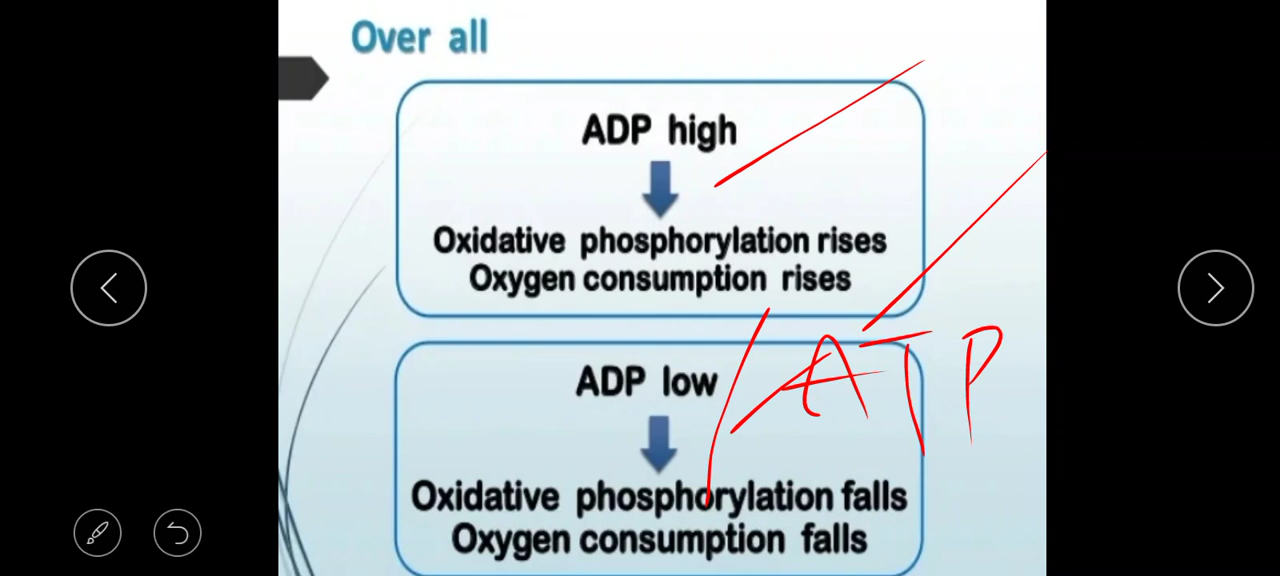 Over all
ADP high
Oxidative phosphorylation rises
Oxygen consumption rises
ATP
ADP low
Oxidative phosphorylation falls
Oxygen consumption falls